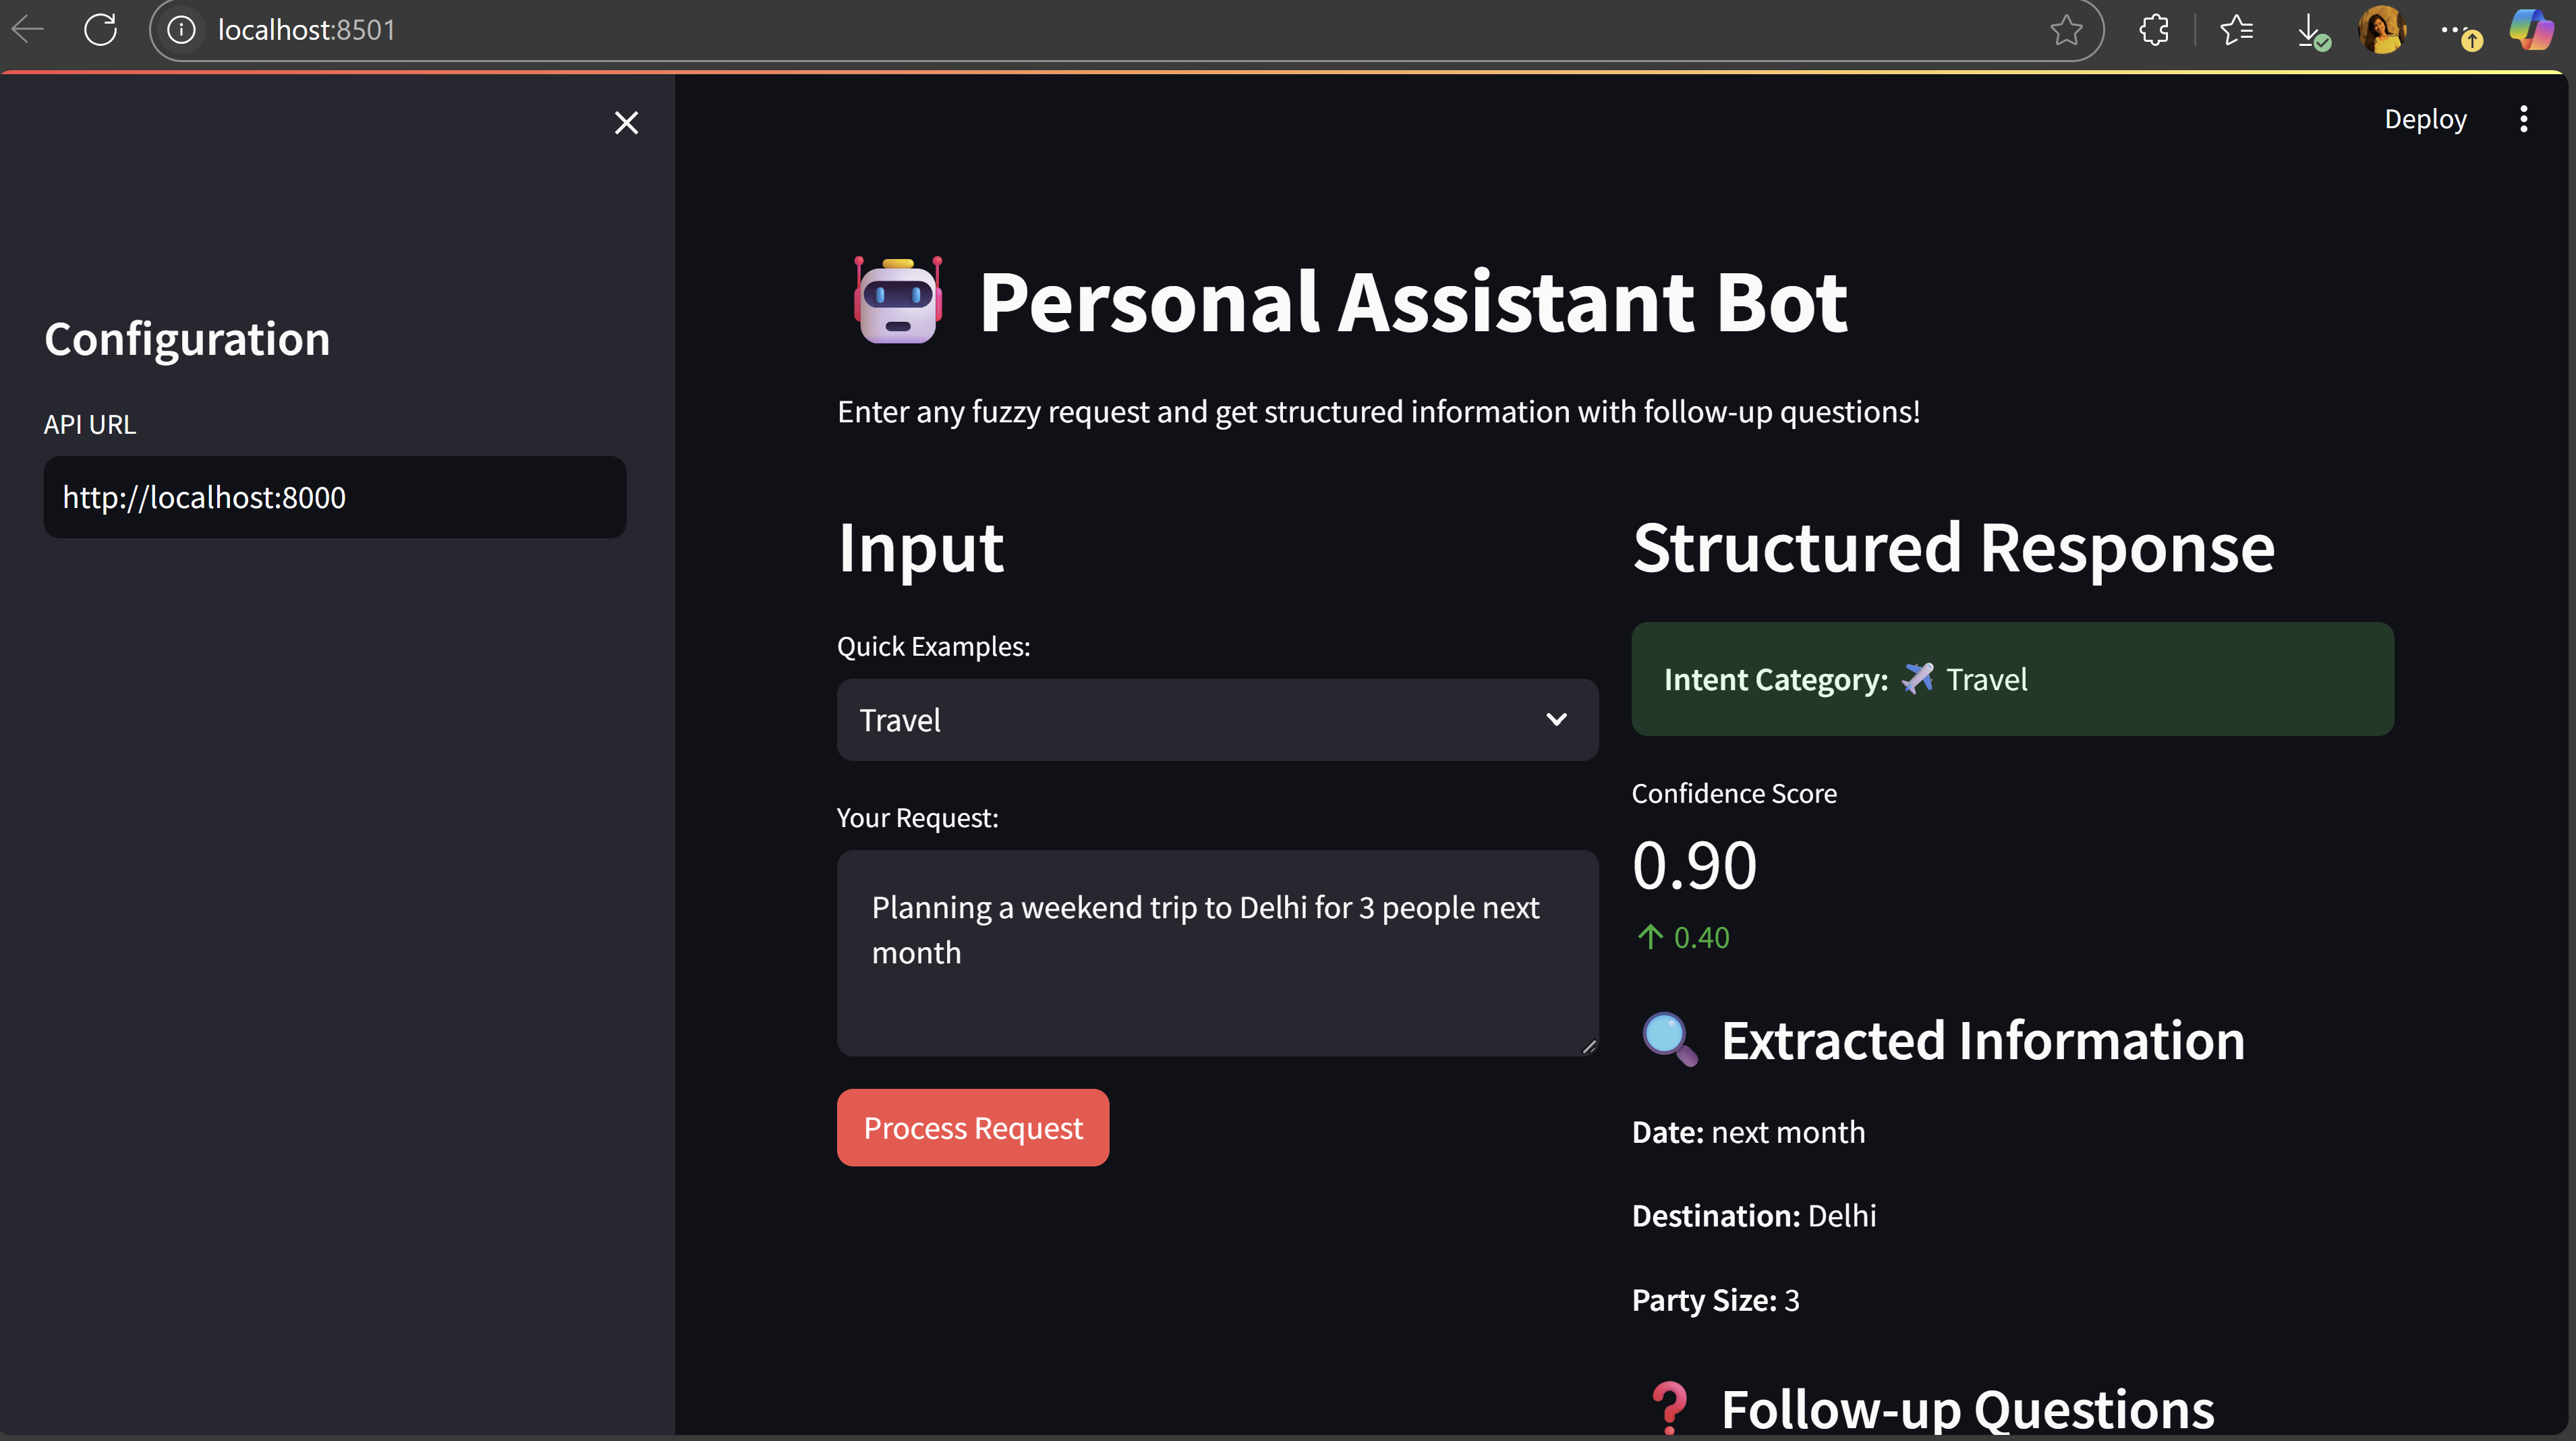 localhost:8501
Deploy
Configuration
API URL
http://localhost:8000
Personal Assistant Bot
Enter any fuzzy request and get structured information with follow-up questions!
Input
Quick Examples:
Travel
Your Request:
Planning a weekend trip to Delhi for 3 people next
month
Process Request
Structured Response
Intent Category: ✈️ Travel
Confidence Score
0.90
↑ 0.40
Extracted Information
Date: next month
Destination: Delhi
Party Size: 3
Follow-up Questions